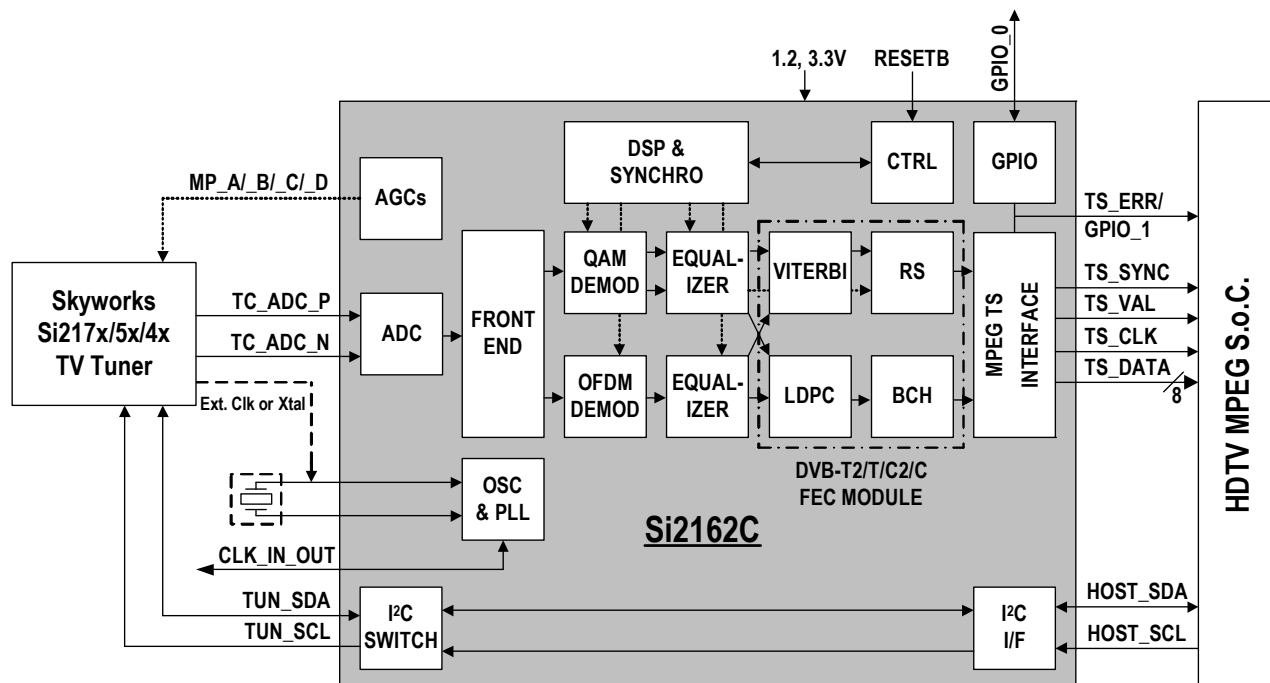 1.2, 3.3V
RESETB
GPIO_0
DSP &
SYNCHRO
CTRL
GPIO
MP_A/_B/_C/_D
AGCs
TS_ERR/
GPIO_1
Skyworks
Si217x/5x/4x
TV Tuner
TC_ADC_P
TC_ADC_N
ADC
FRONT
END
QAM
DEMOD
EQUAL-
IZER
VITERBI
RS
OFDM
DEMOD
EQUAL-
IZER
LDPC
BCH
MPEG TS
INTERFACE
TS_SYNC
TS_VAL
TS_CLK
TS_DATA
8
HDTV MPEG S.o.C.
Ext. Clk or Xtal
OSC
& PLL
DVB-T2/T/C2/C
FEC MODULE
Si2162C
CLK_IN_OUT
TUN_SDA
TUN_SCL
I²C
SWITCH
I²C
I/F
HOST_SDA
HOST_SCL